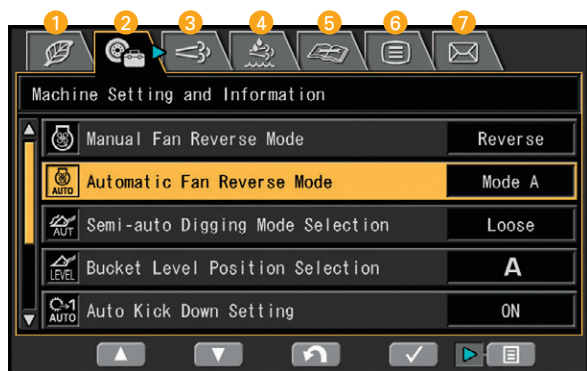 1 2 3 4 5 6 7
Machine Setting and Information
Manual Fan Reverse Mode Reverse
AUTO Automatic Fan Reverse Mode Mode A
AUT Semi-auto Digging Mode Selection Loose
LEVEL Bucket Level Position Selection A
1 AUTO Auto Kick Down Setting ON